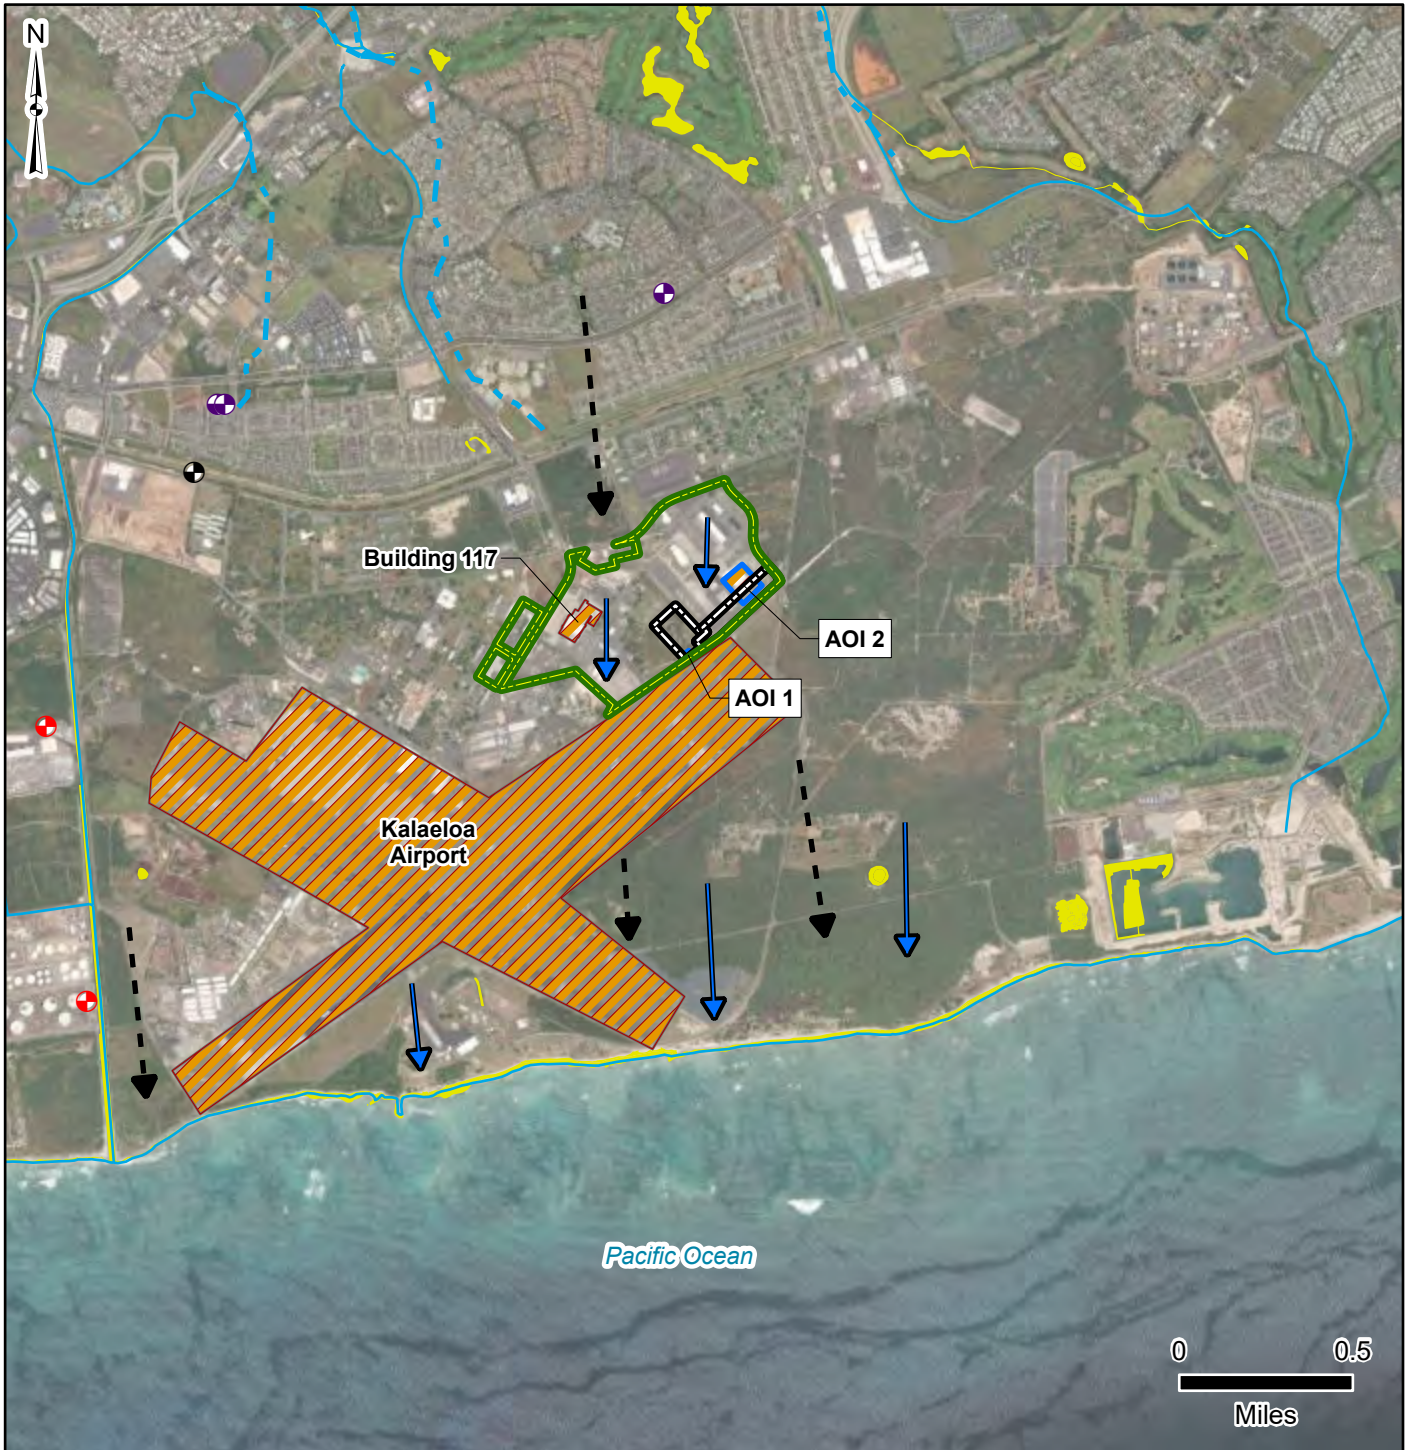 N
Building 117
AOI 2
AOI 1
Kalaeloa
Airport
Pacific Ocean
0 0.5
Miles